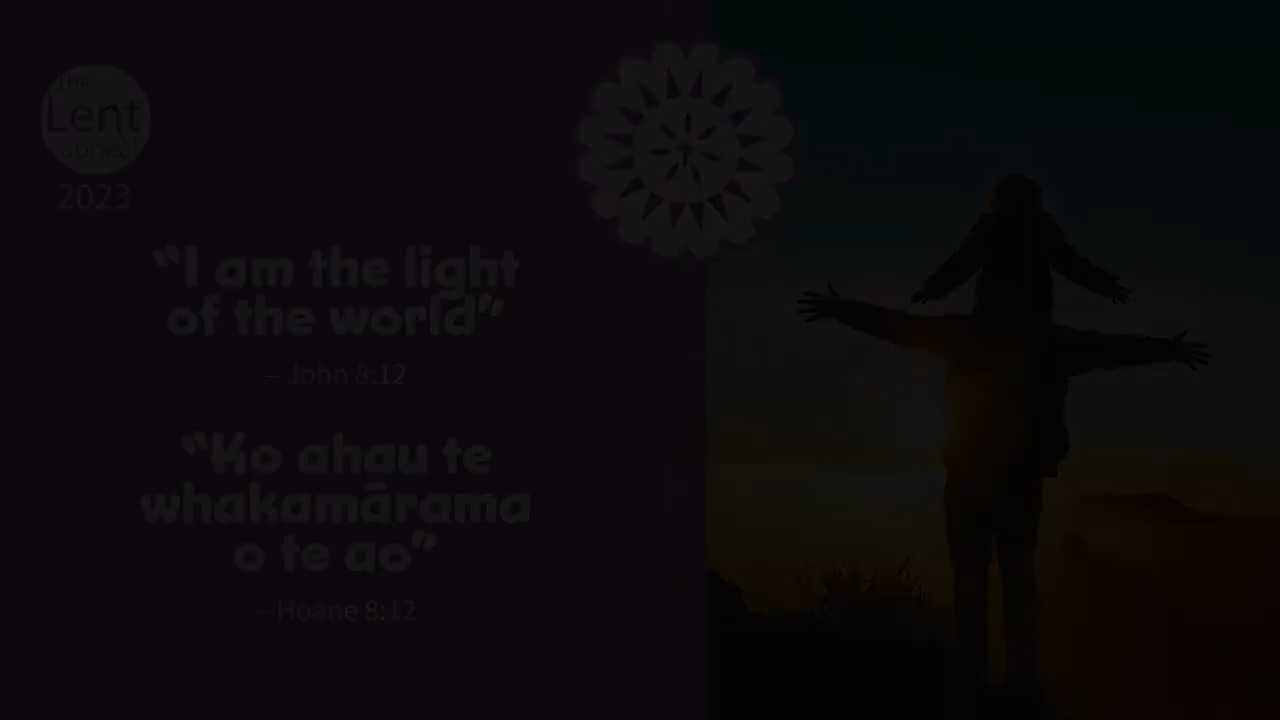 the
Lent
appeal
2023
“I am the light
of the world”
– John 8:12
“Ko ahau te
whakamārama
o te ao”
– Hoane 8:12